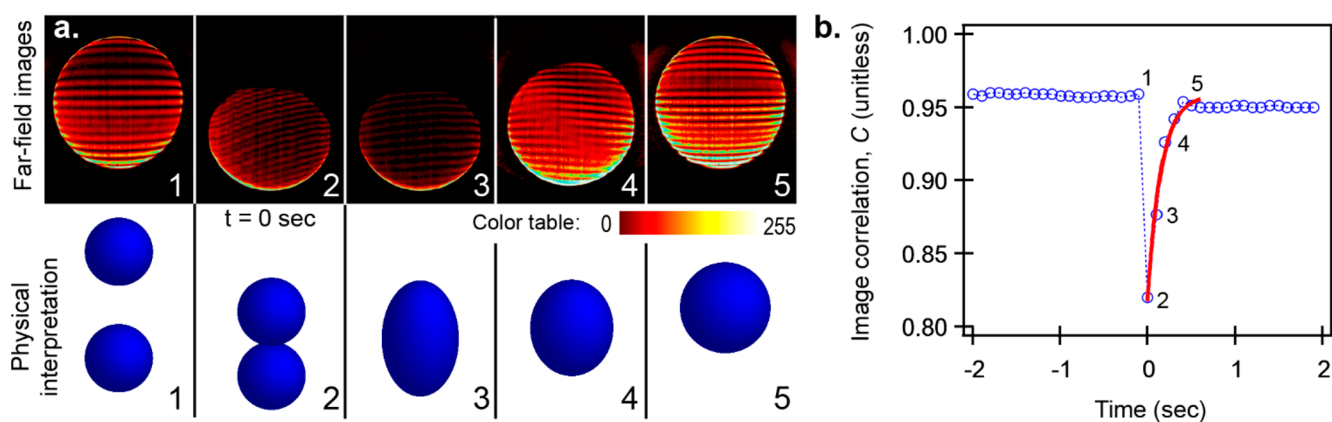 a.
Far-field images
1
2
3
4
5
t = 0 sec
Color table: 0 255
Physical
interpretation
1
2
3
4
5
b.
Image correlation, C (unitless)
1.00
0.95
0.90
0.85
0.80
1
2
3
4
5
-2 -1 0 1 2
Time (sec)